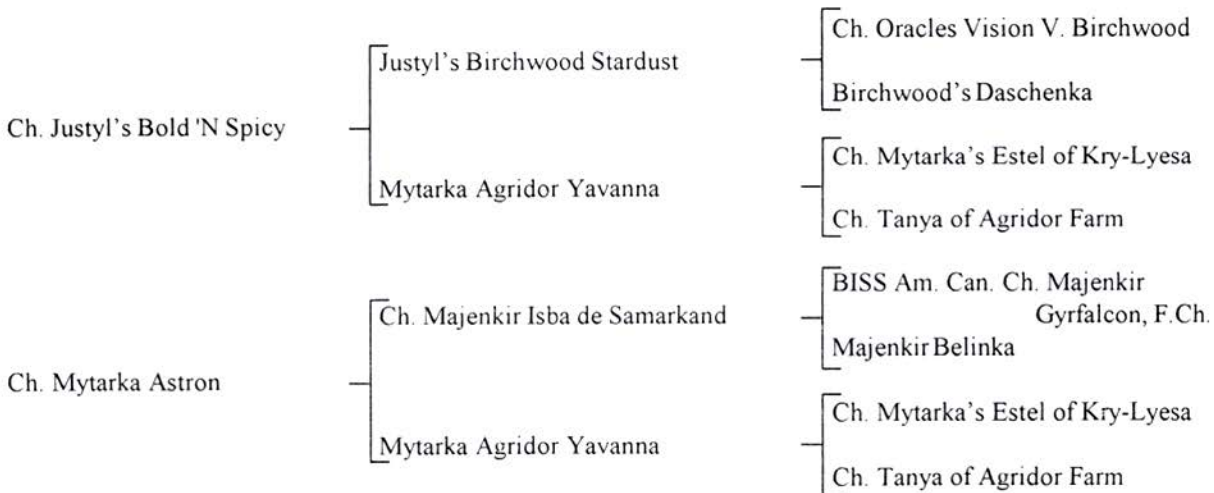 Ch. Oracles Vision V. Birchwood
Justyl's Birchwood Stardust
Birchwood's Daschenka
Ch. Justyl's Bold 'N Spicy
Ch. Mytarka's Estel of Kry-Lyesa
Mytarka Agridor Yavanna
Ch. Tanya of Agridor Farm
BISS Am. Can. Ch. Majenkir
Gyrfalcon, F.Ch.
Ch. Majenkir Isba de Samarkand
Majenkir Belinka
Ch. Mytarka Astron
Ch. Mytarka's Estel of Kry-Lyesa
Mytarka Agridor Yavanna
Ch. Tanya of Agridor Farm